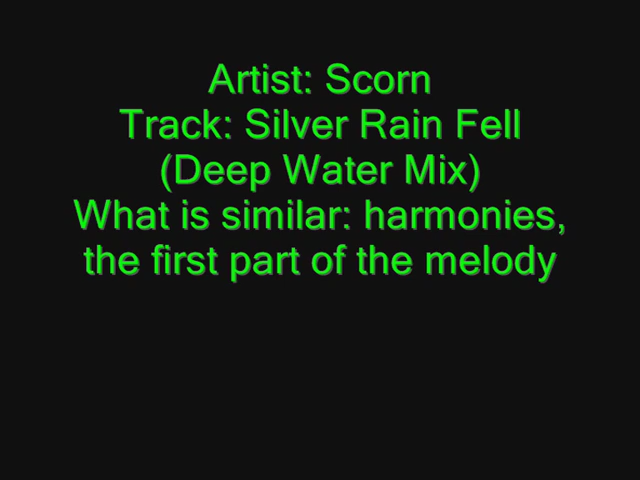 Artist: Scorn
Track: Silver Rain Fell
(Deep Water Mix)
What is similar: harmonies,
the first part of the melody